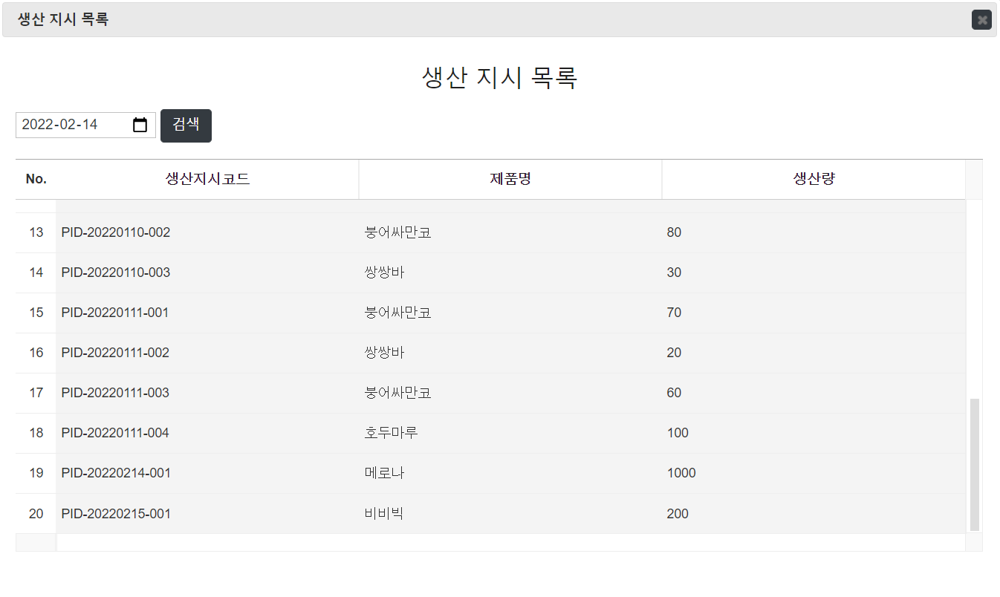 생산 지시 목록
생산 지시 목록
2022-02-14 검색
No. 생산지시코드 제품명 생산량
13 PID-20220110-002 붕어싸만코 80
14 PID-20220110-003 쌍쌍바 30
15 PID-20220111-001 붕어싸만코 70
16 PID-20220111-002 쌍쌍바 20
17 PID-20220111-003 붕어싸만코 60
18 PID-20220111-004 호두마루 100
19 PID-20220214-001 메로나 1000
20 PID-20220215-001 비비빅 200